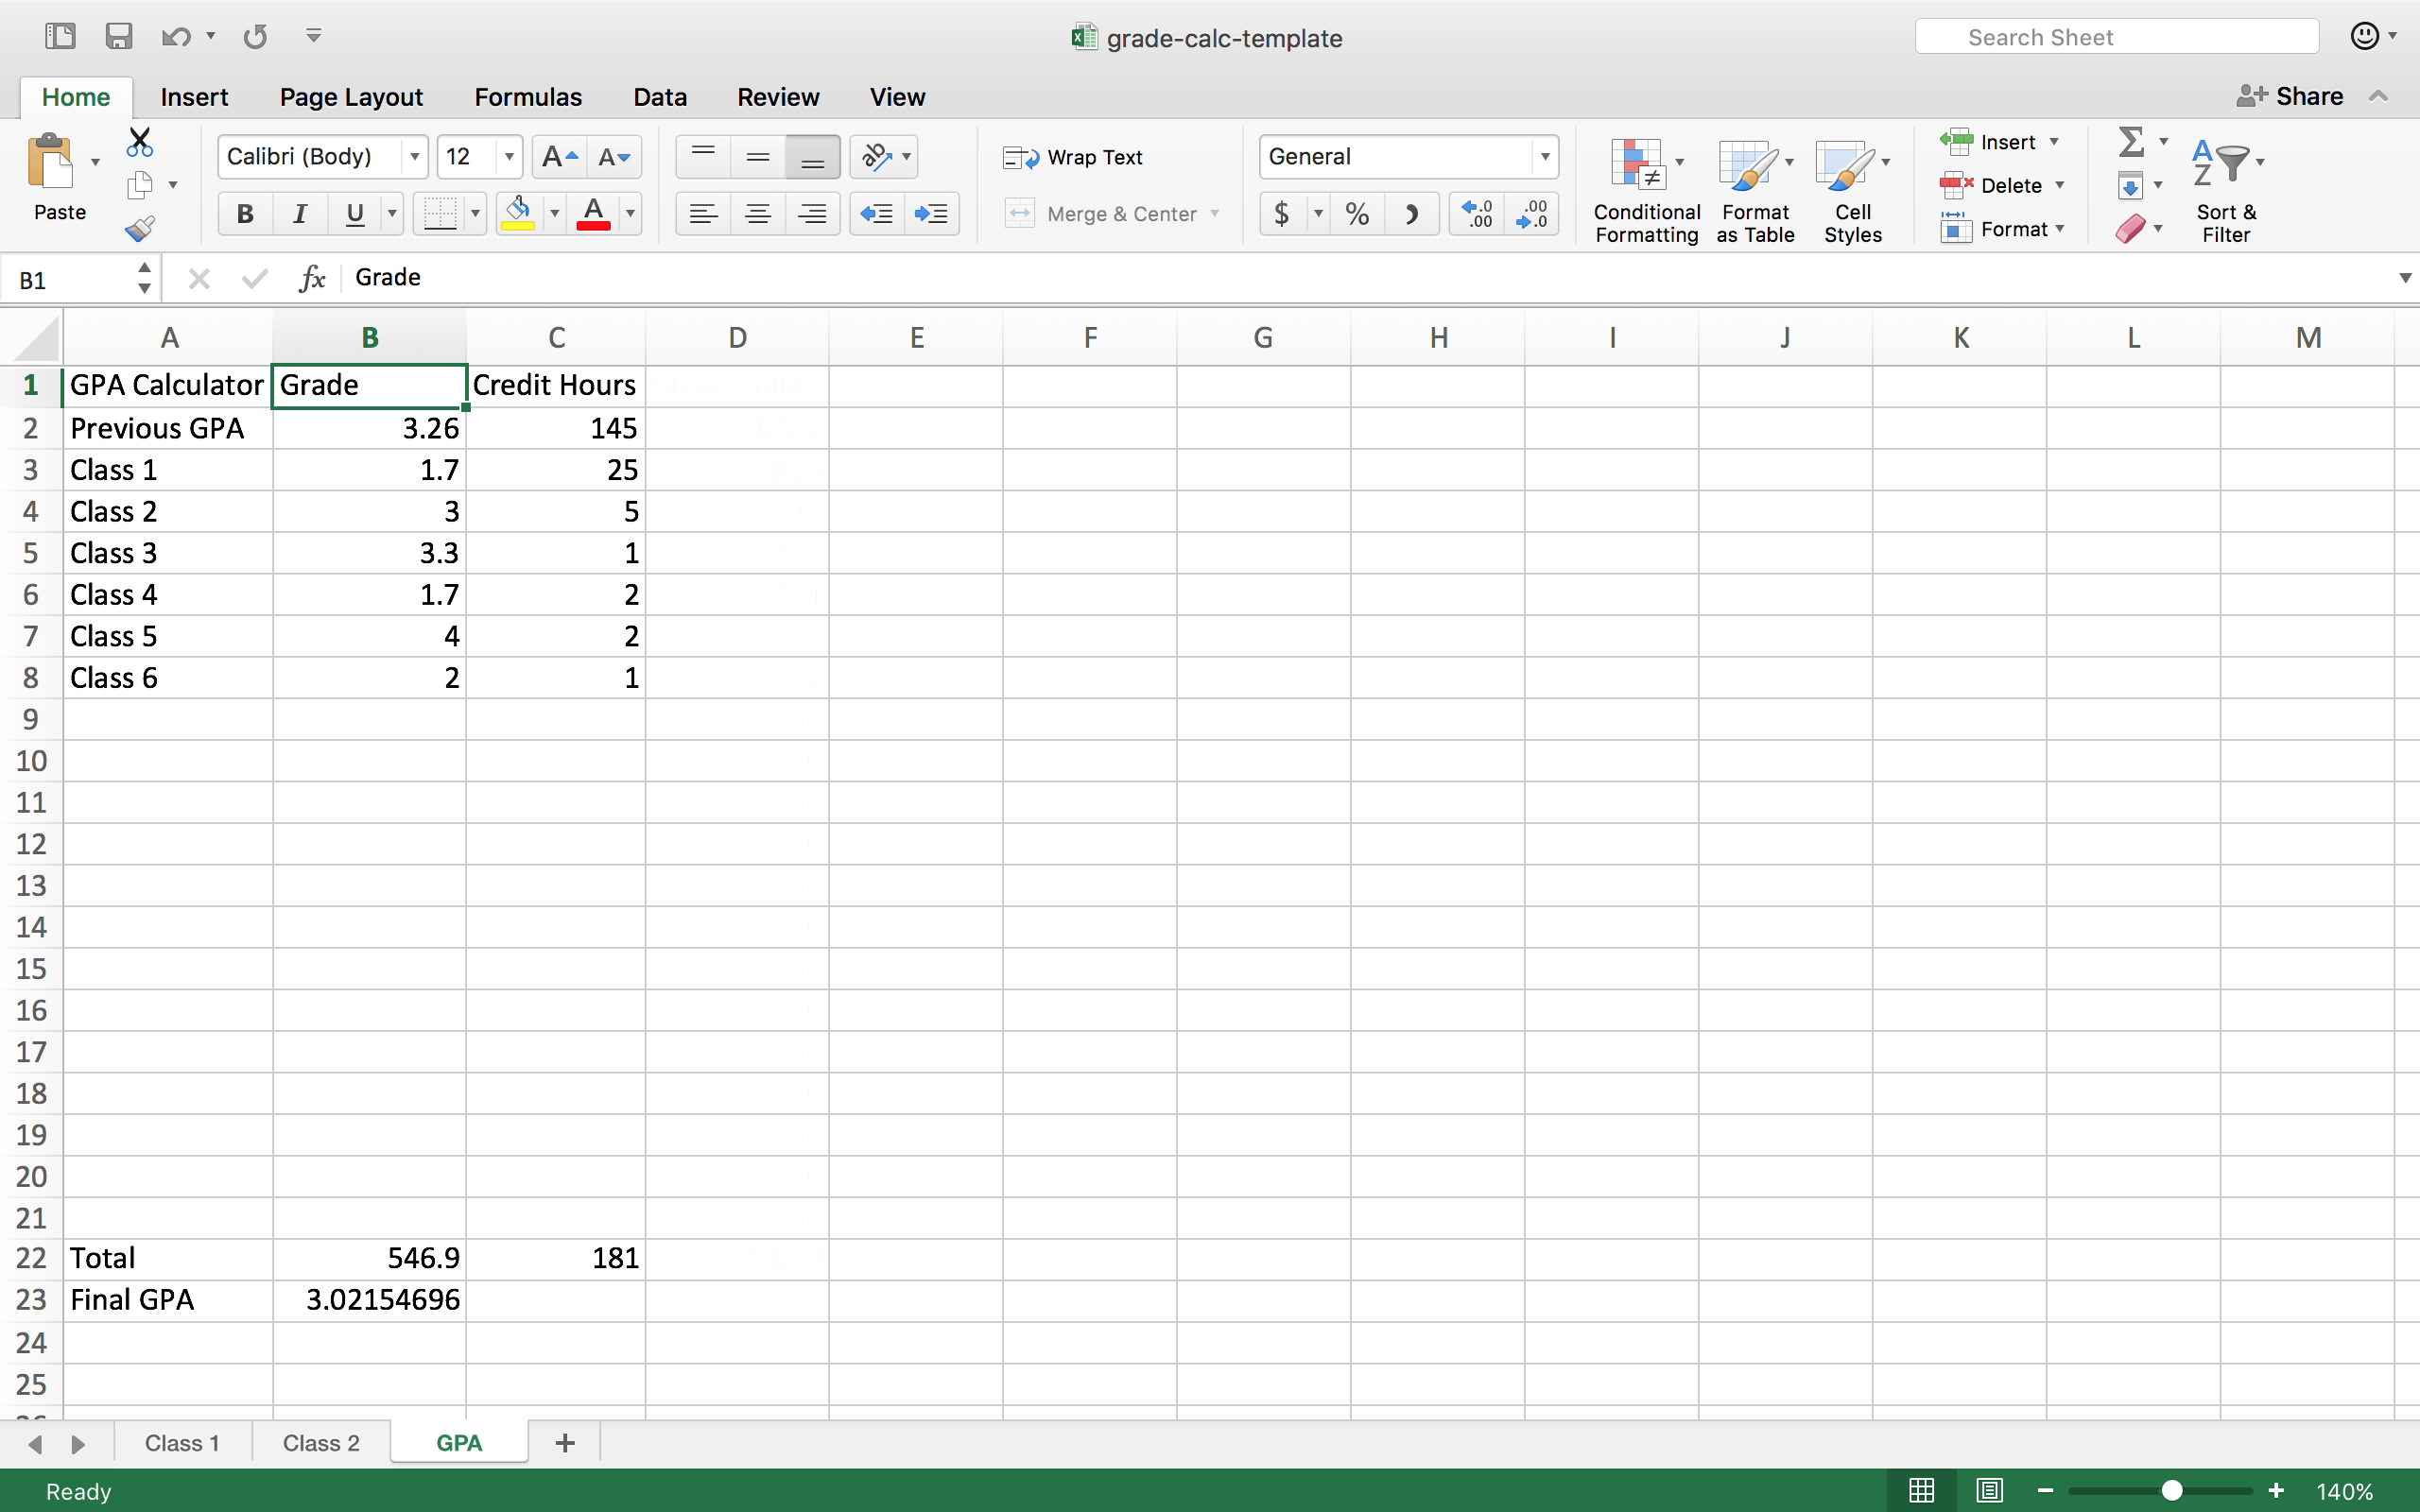 grade-calc-template
Search Sheet
Home Insert Page Layout Formulas Data Review View Share
Paste
Calibri (Body) 12 A A
Wrap Text
General
Conditional Formatting
Format as Table
Cell Styles
Insert
Delete
Format
Sort & Filter
B I U A
Merge & Center
$ % .0 .00 .00 .0
B1 fx Grade
A B C D E F G H I J K L M
1 GPA Calculator Grade Credit Hours
2 Previous GPA 3.26 145
3 Class 1 1.7 25
4 Class 2 3 5
5 Class 3 3.3 1
6 Class 4 1.7 2
7 Class 5 4 2
8 Class 6 2 1
9
10
11
12
13
14
15
16
17
18
19
20
21
22 Total 546.9 181
23 Final GPA 3.02154696
24
25
Class 1 Class 2 GPA +
Ready 140%